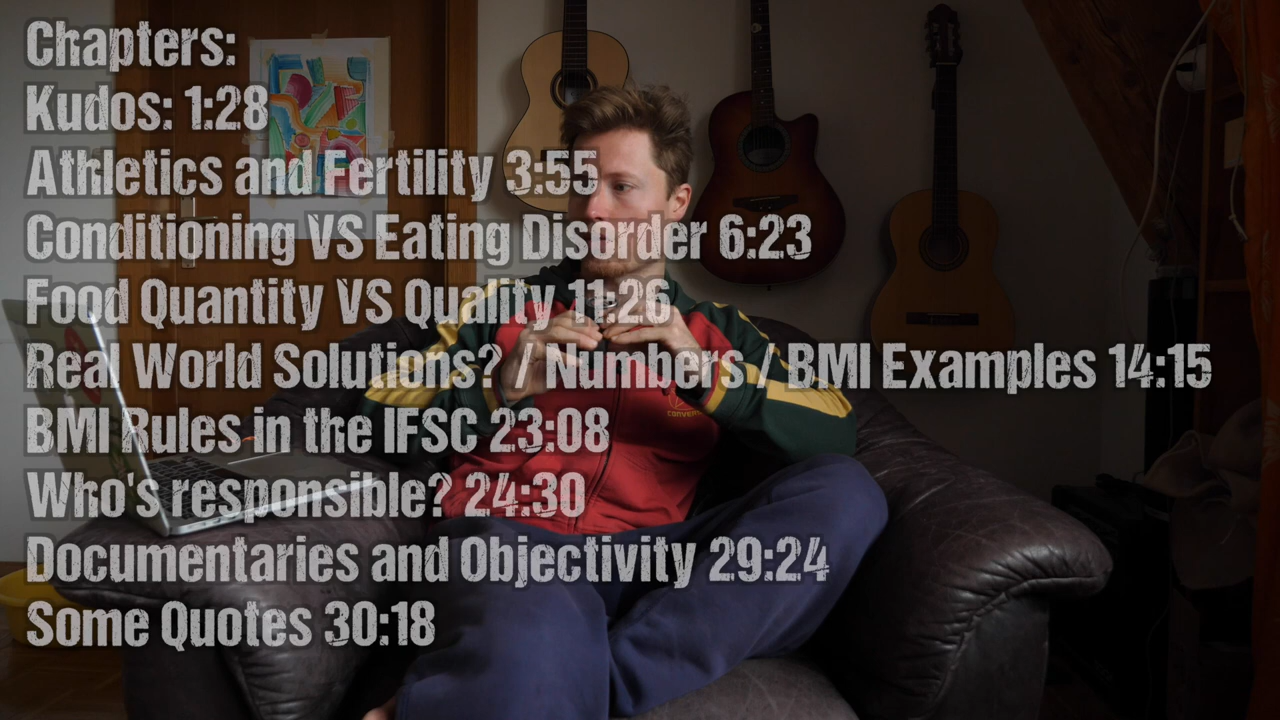 Chapters:
Kudos: 1:28
Athletics and Fertility 3:55
Conditioning VS Eating Disorder 6:23
Food Quantity VS Quality 11:26
Real World Solutions? / Numbers / BMI Examples 14:15
BMI Rules in the IFSC 23:08
Who's responsible? 24:30
Documentaries and Objectivity 29:24
Some Quotes 30:18